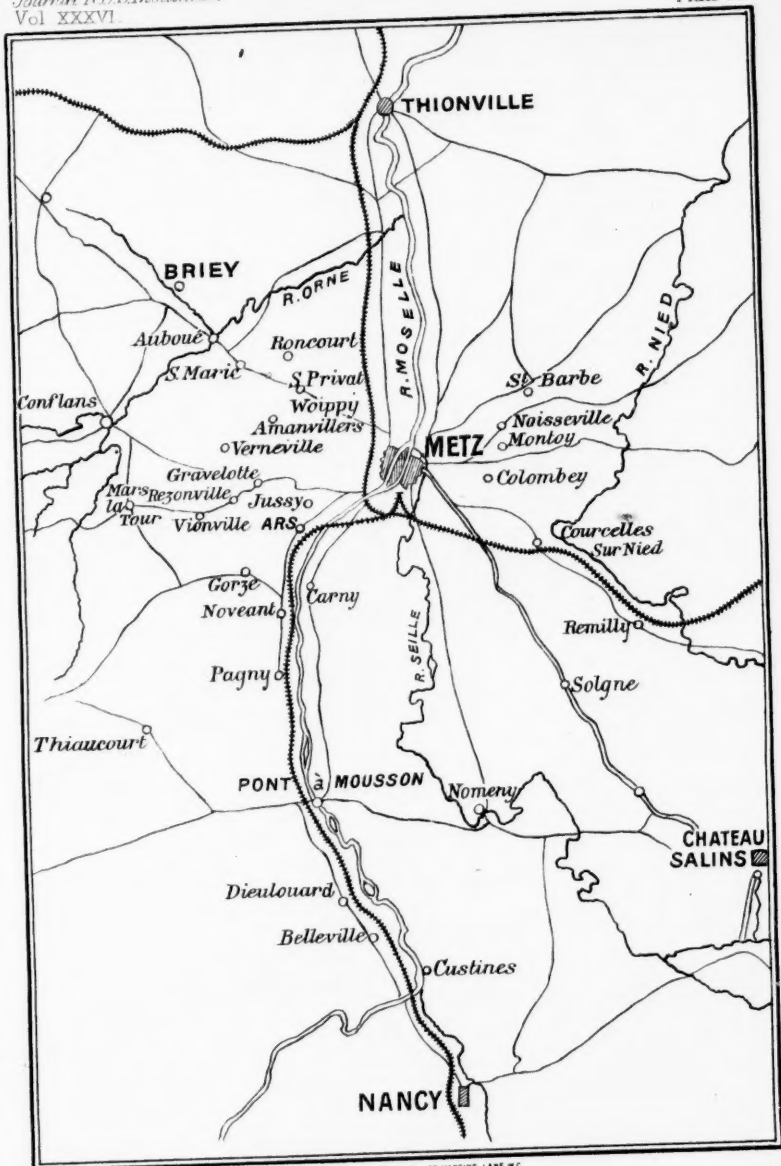 Vol XXXVI.
THIONVILLE
BRIEY
R. ORNE
R. MOSELLE
R. NIED
Auboué
Roncourt
S. Marie
S. Privat
St. Barbe
Conflans
Woippy
Amanvillers
Noisseville
Montoy
Verneville
METZ
Gravelotte
Colombey
Mars
la
Tour
Rezonville
Jussy
Vionville
ARS
Courcelles
Sur Nied
Gorze
Carny
Noveant
R. SEILLE
Remilly
Pagny
Solgne
Thiaucourt
PONT à MOUSSON
Nomeny
CHATEAU
SALINS
Dieulouard
Belleville
Custines
NANCY